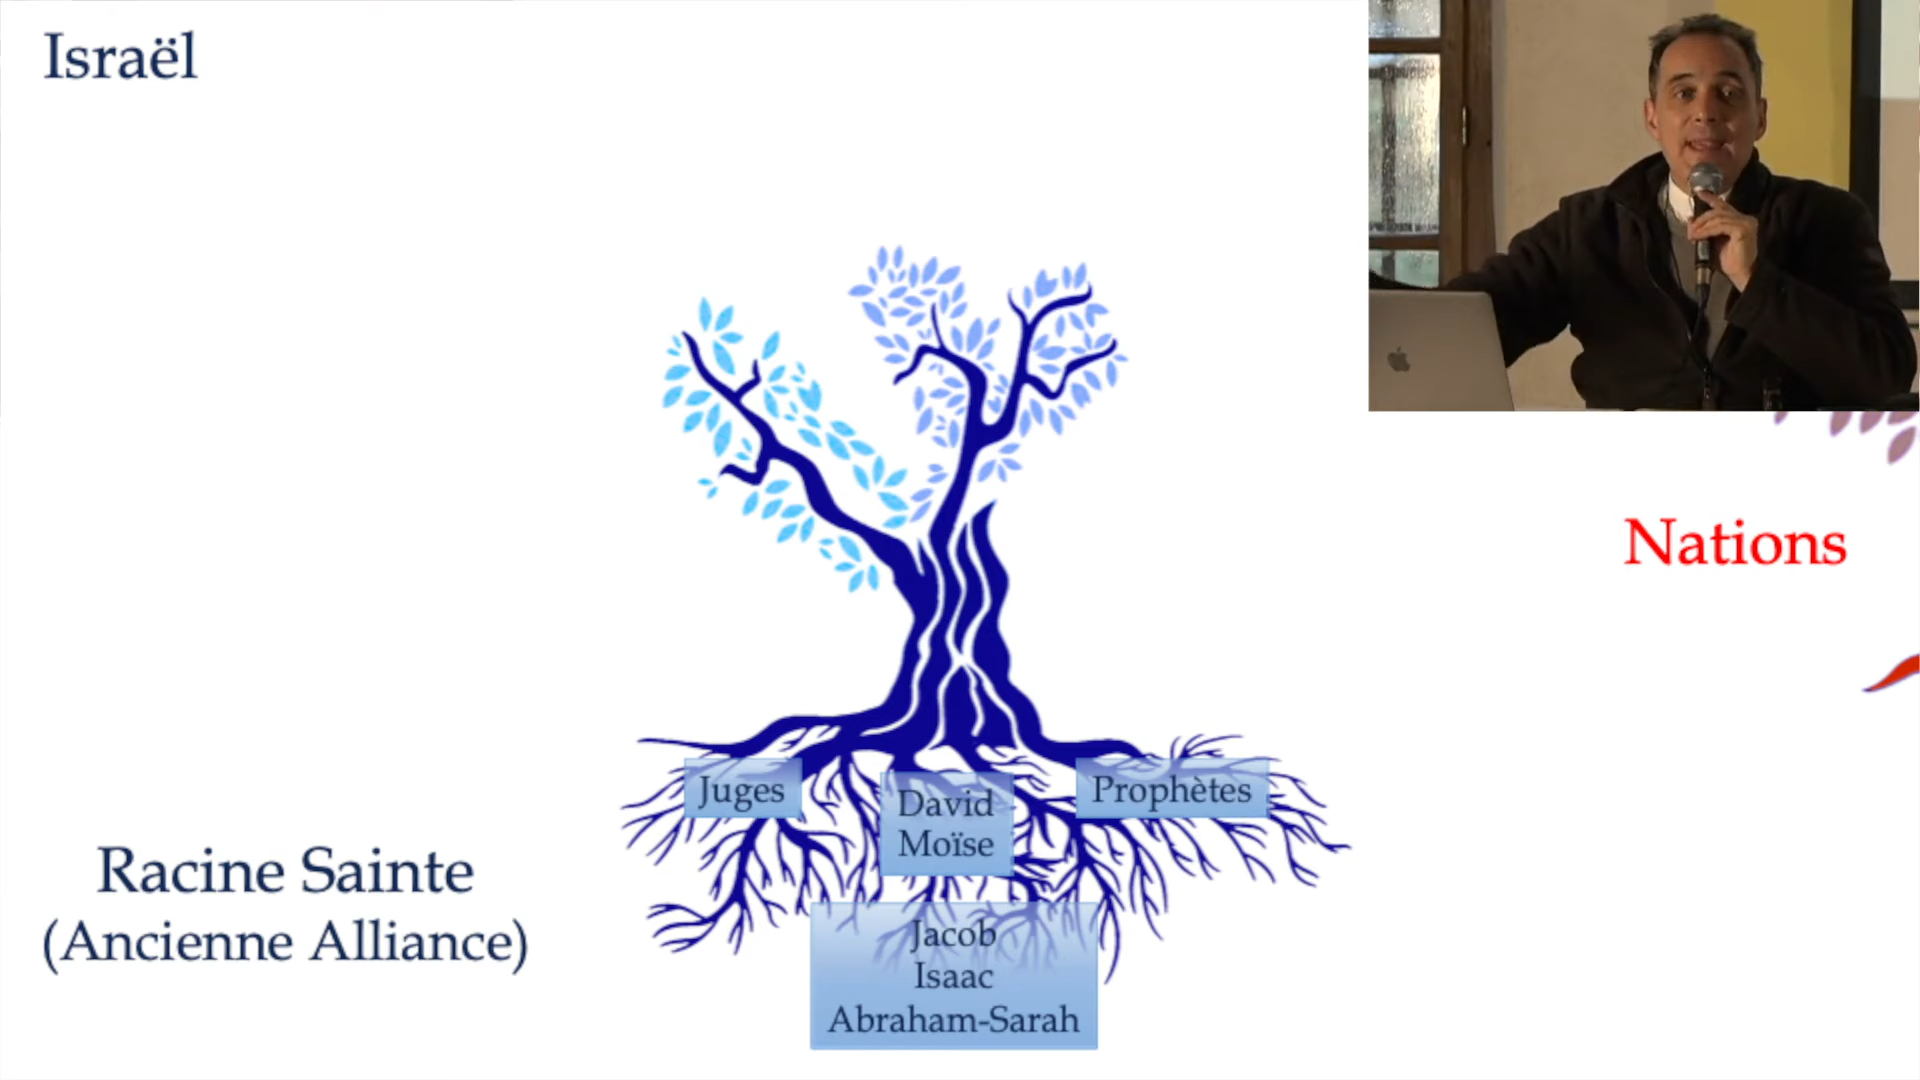 Israël
Nations
Juges
David
Moïse
Prophètes
Racine Sainte
(Ancienne Alliance)
Jacob
Isaac
Abraham-Sarah